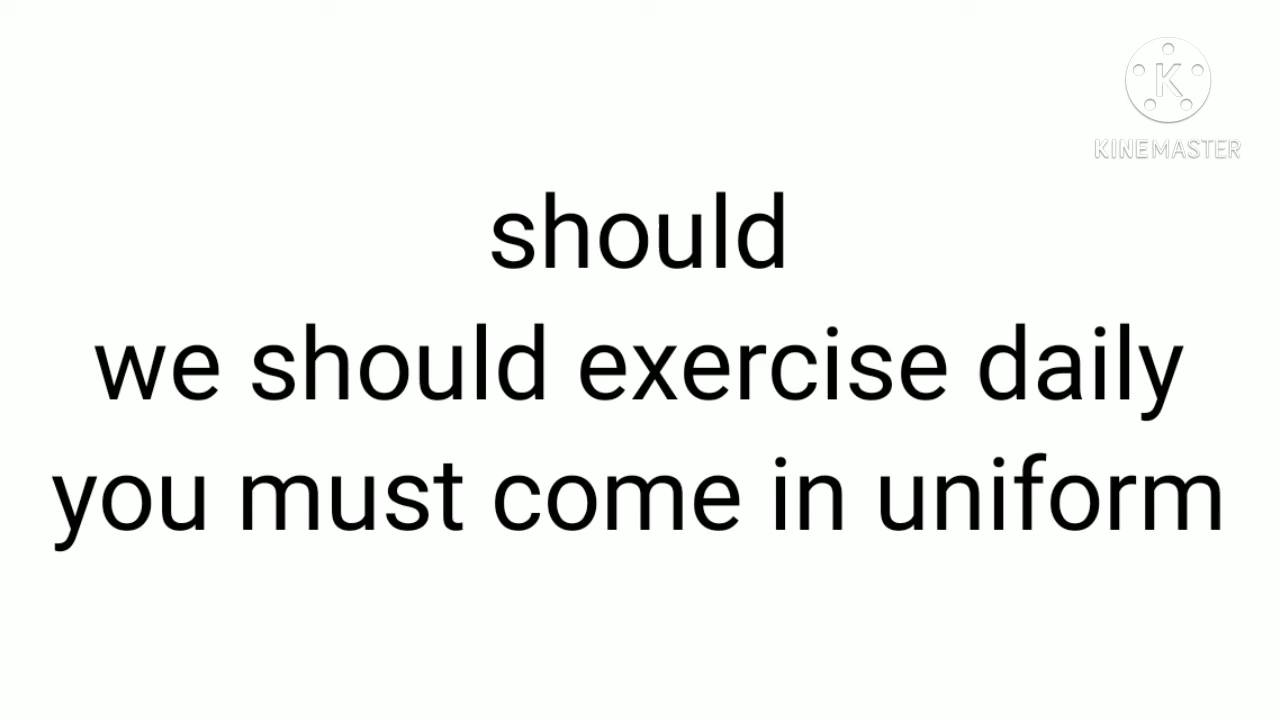 K
KINEMASTER
should
we should exercise daily
you must come in uniform